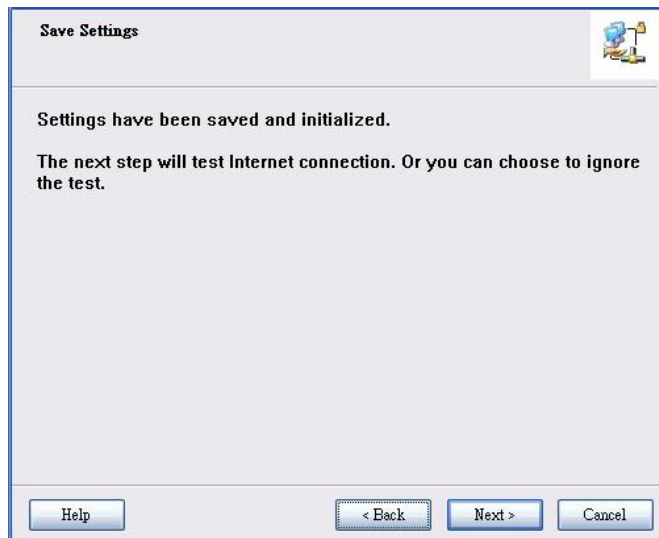 Save Settings
Settings have been saved and initialized.
The next step will test Internet connection. Or you can choose to ignore
the test.
Help
< Back
Next >
Cancel